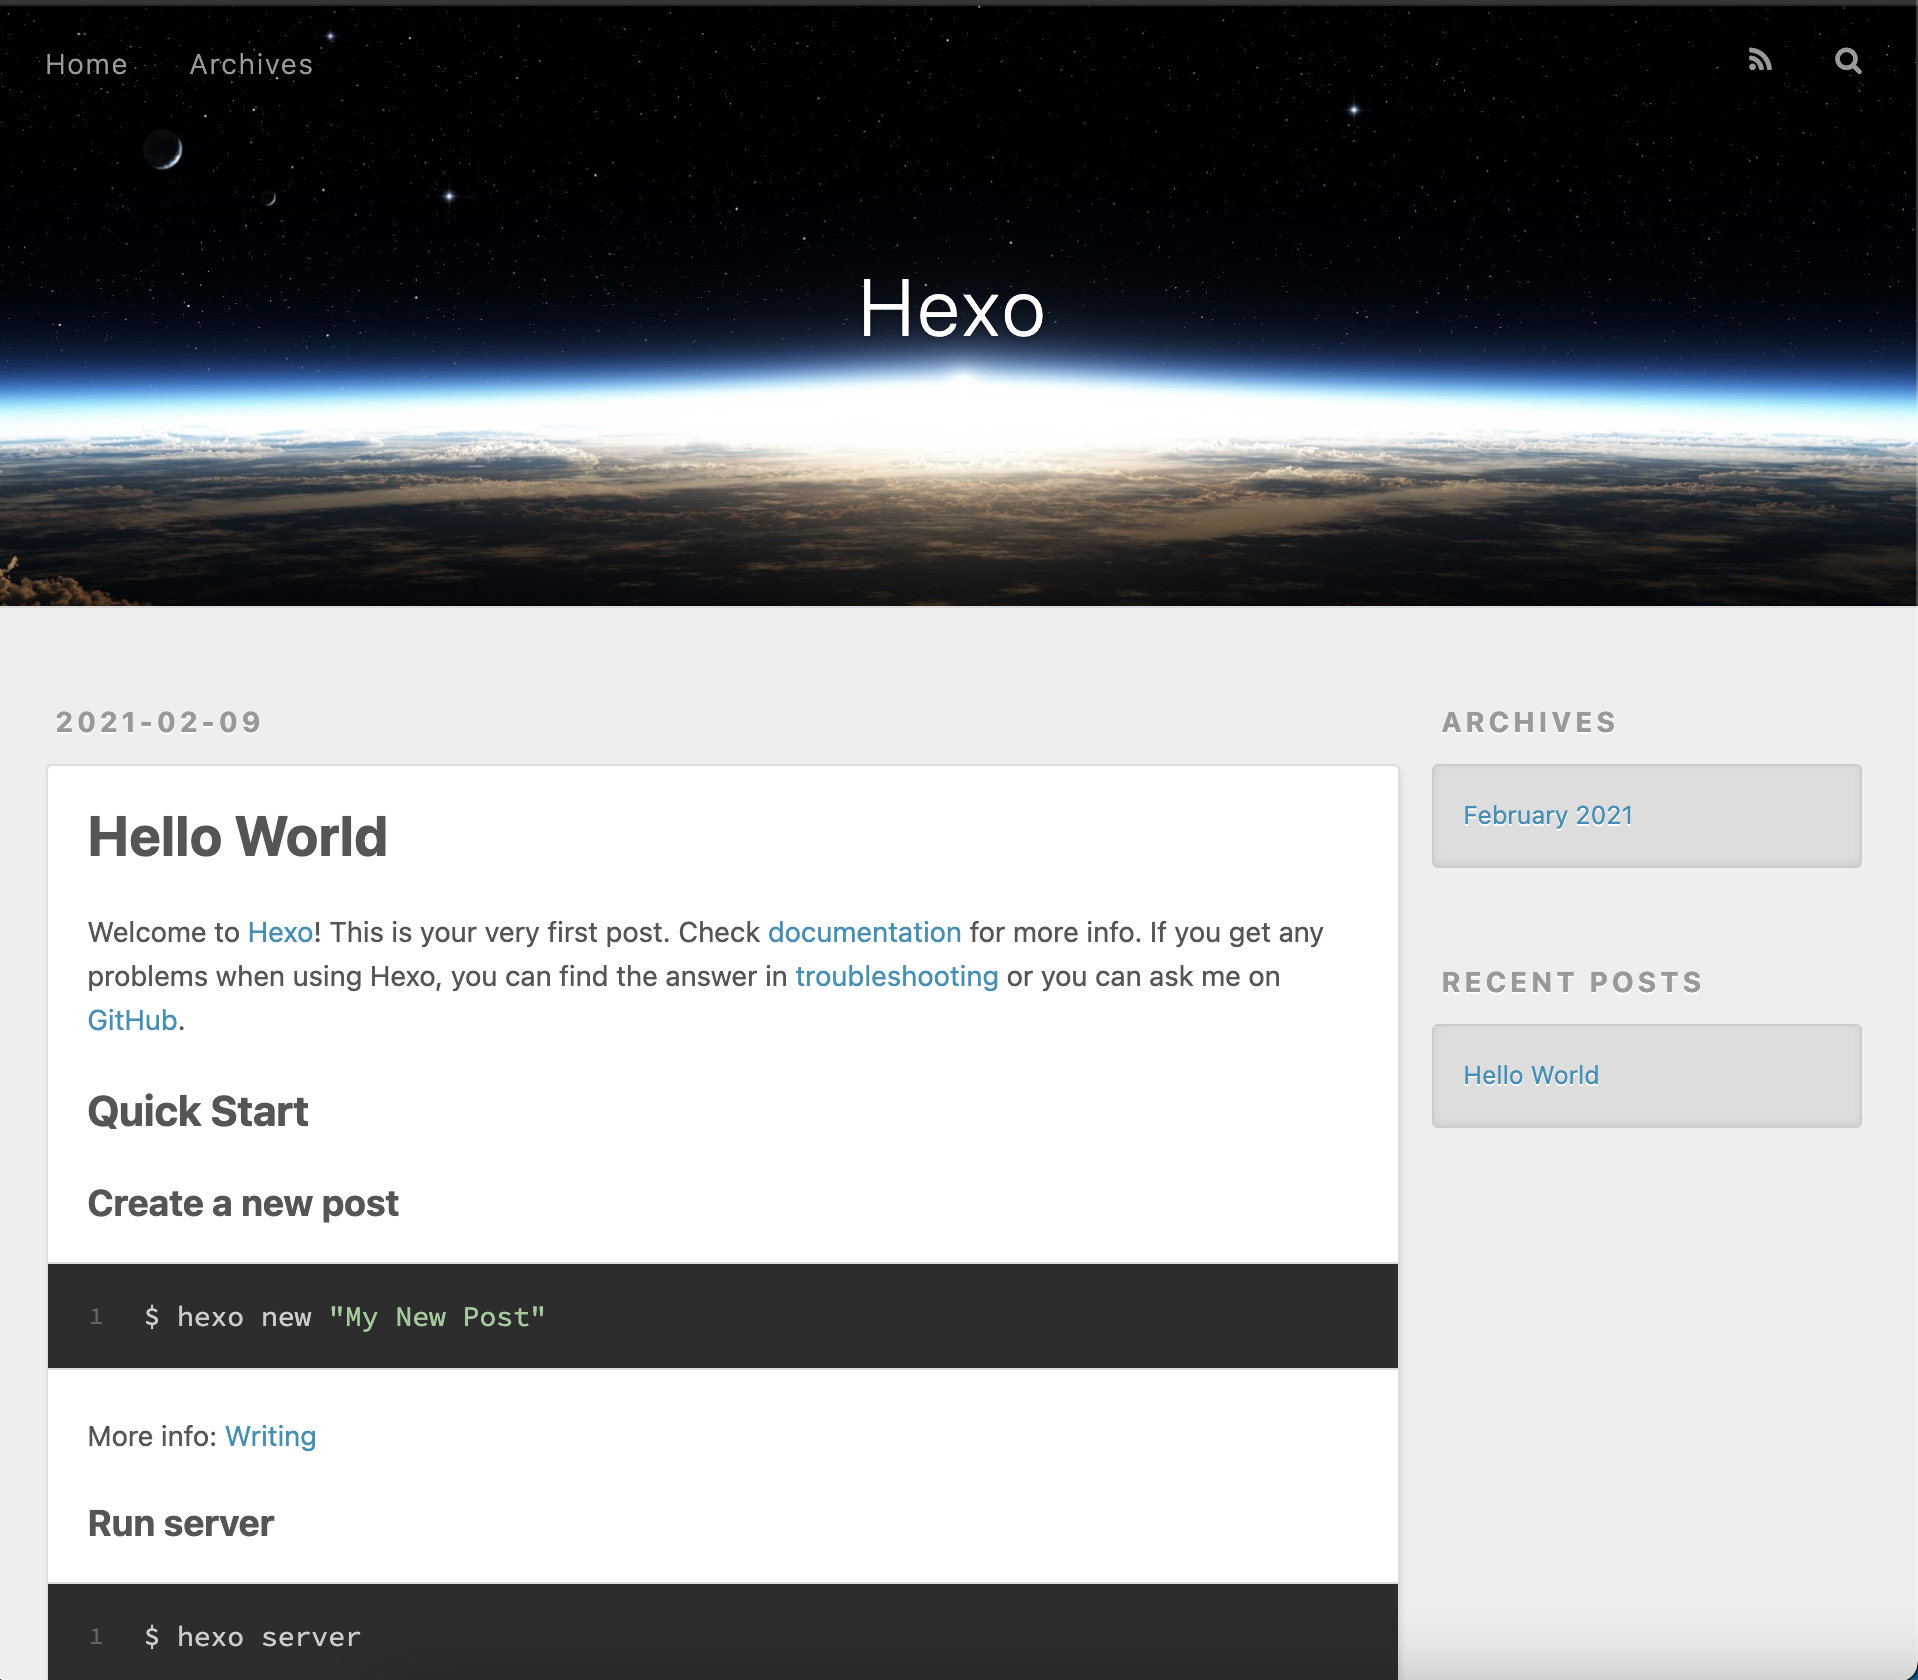 Home Archives
Hexo
2021-02-09
Hello World
Welcome to Hexo! This is your very first post. Check documentation for more info. If you get any
problems when using Hexo, you can find the answer in troubleshooting or you can ask me on
GitHub.
Quick Start
Create a new post
1 $ hexo new "My New Post"
More info: Writing
Run server
1 $ hexo server
ARCHIVES
February 2021
RECENT POSTS
Hello World